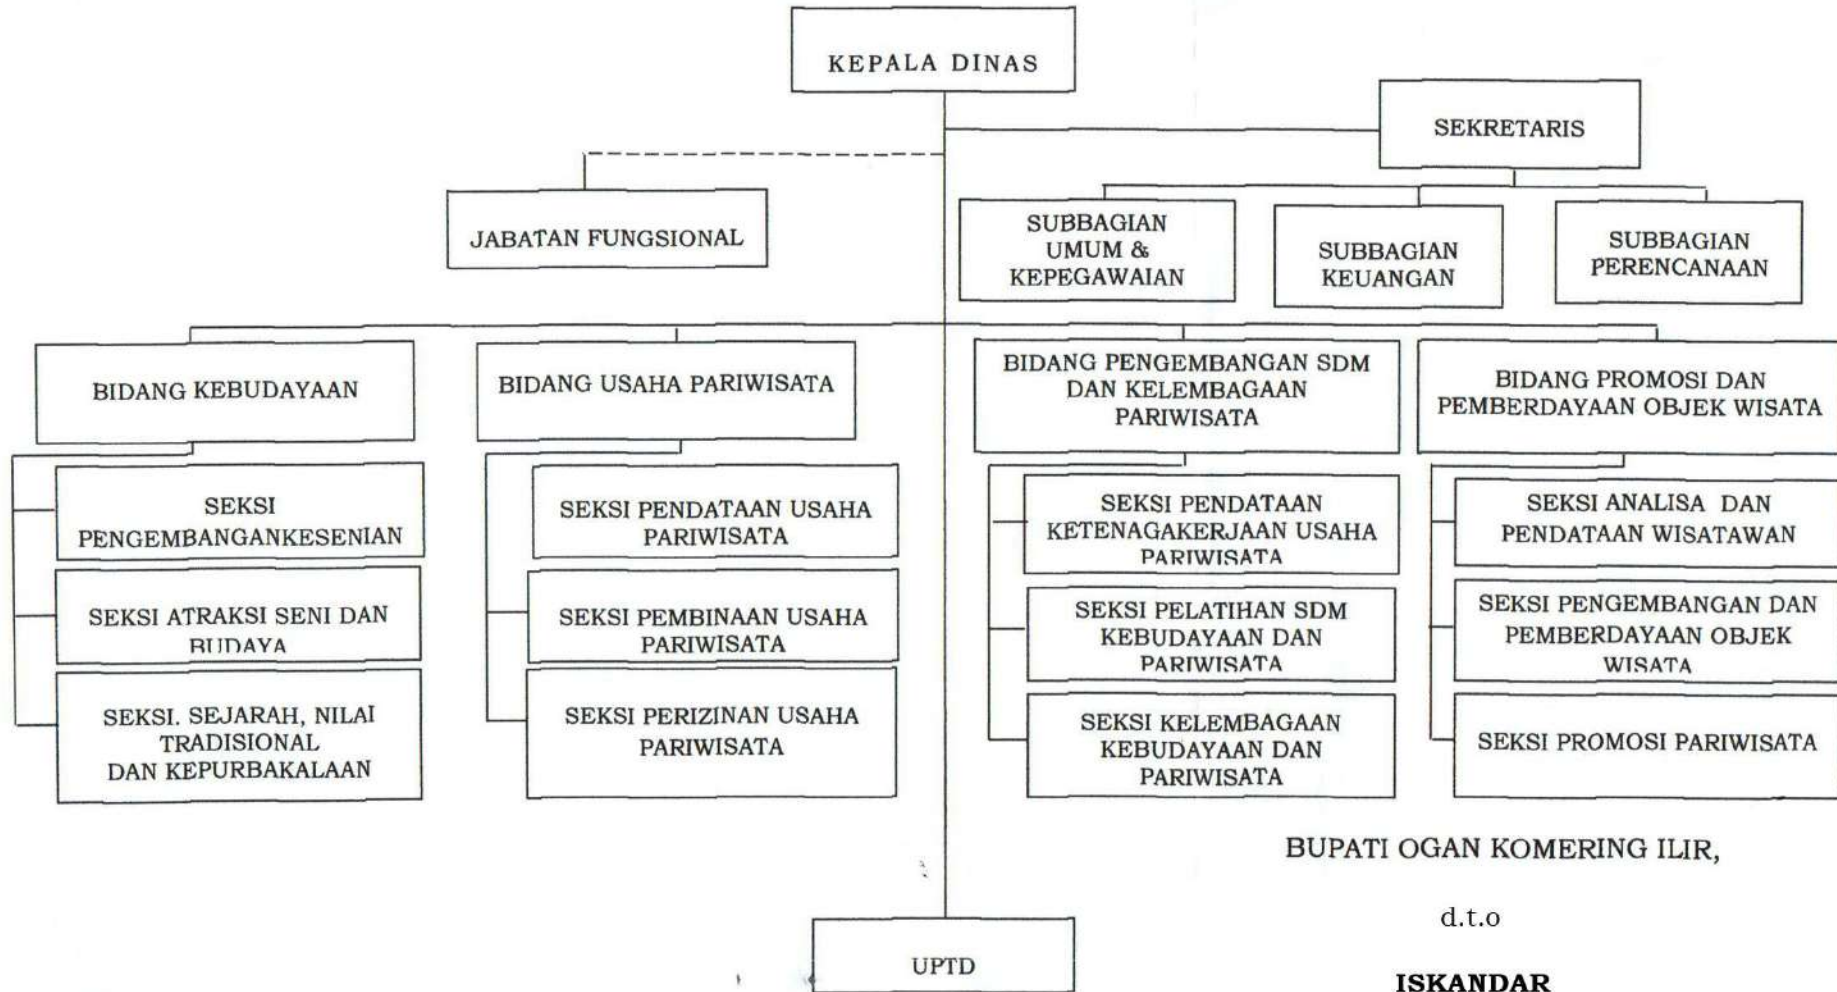 KEPALA DINAS
SEKRETARIS
JABATAN FUNGSIONAL
SUBBAGIAN
UMUM &
KEPEGAWAIAN
SUBBAGIAN
KEUANGAN
SUBBAGIAN
PERENCANAAN
BIDANG KEBUDAYAAN
SEKSI
PENGEMBANGANKESENIAN
SEKSI ATRAKSI SENI DAN
BUDAYA
SEKSI. SEJARAH, NILAI
TRADISIONAL
DAN KEPURBAKALAAN
BIDANG USAHA PARIWISATA
SEKSI PENDATAAN USAHA
PARIWISATA
SEKSI PEMBINAAN USAHA
PARIWISATA
SEKSI PERIZINAN USAHA
PARIWISATA
BIDANG PENGEMBANGAN SDM
DAN KELEMBAGAAN
PARIWISATA
SEKSI PENDATAAN
KETENAGAKERJAAN USAHA
PARIWISATA
SEKSI PELATIHAN SDM
KEBUDAYAAN DAN
PARIWISATA
SEKSI KELEMBAGAAN
KEBUDAYAAN DAN
PARIWISATA
BIDANG PROMOSI DAN
PEMBERDAYAAN OBJEK WISATA
SEKSI ANALISA DAN
PENDATAAN WISATAWAN
SEKSI PENGEMBANGAN DAN
PEMBERDAYAAN OBJEK
WISATA
SEKSI PROMOSI PARIWISATA
UPTD
BUPATI OGAN KOMERING ILIR,
d.t.o
ISKANDAR